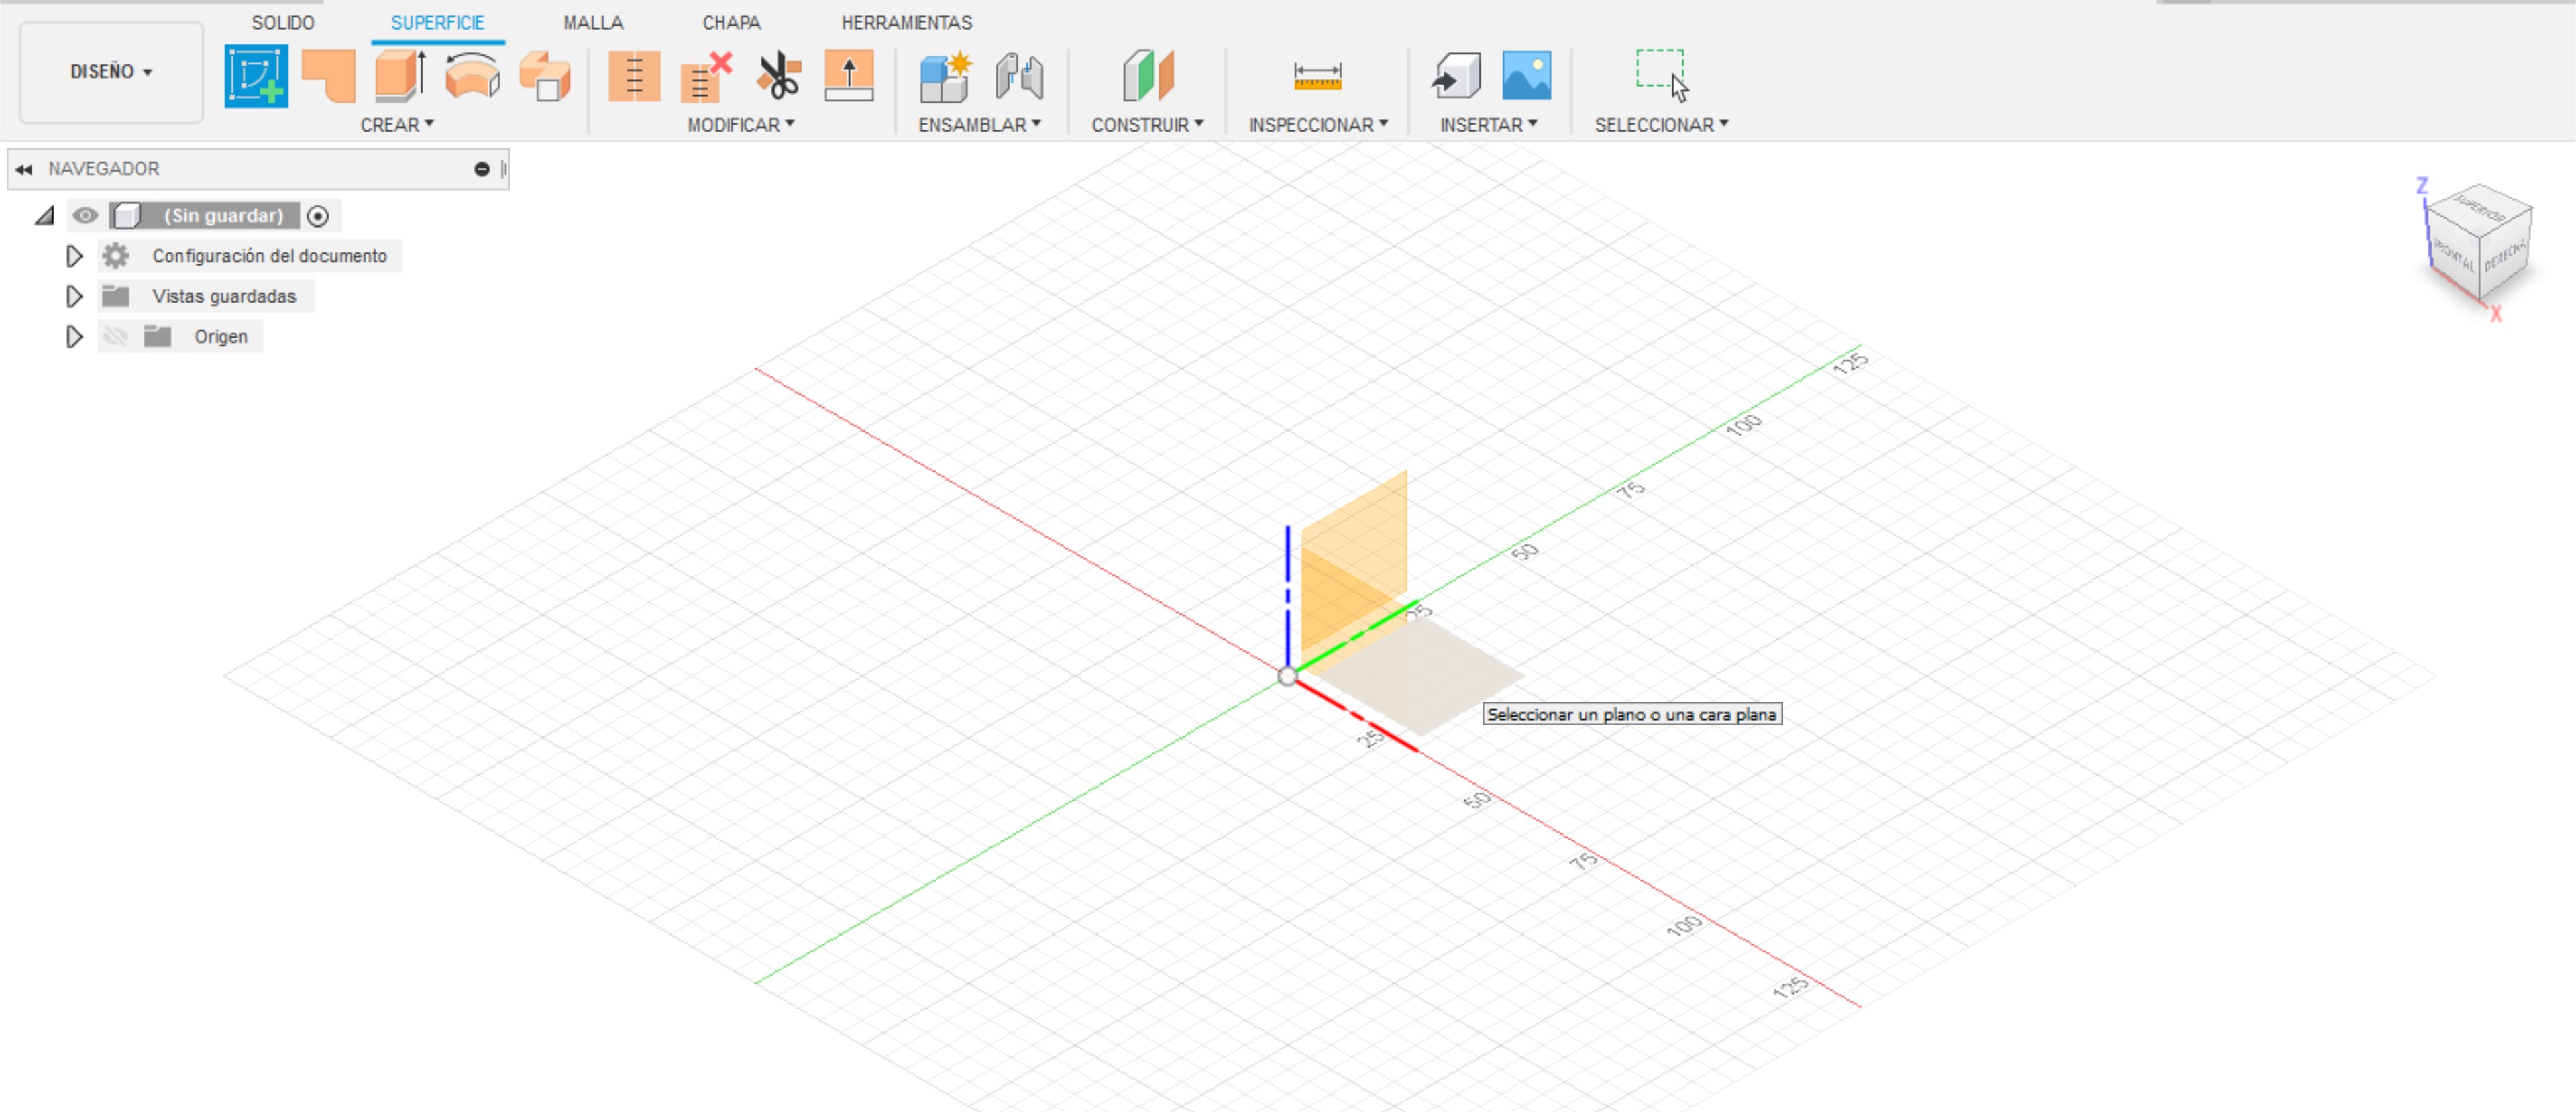 SOLIDO SUPERFICIE MALLA CHAPA HERRAMIENTAS
DISEÑO
CREAR MODIFICAR ENSAMBLAR CONSTRUIR INSPECCIONAR INSERTAR SELECCIONAR
NAVEGADOR
(Sin guardar)
Configuración del documento
Vistas guardadas
Origen
Z
SUPERIOR
FRONTAL
DERECHA
X
125
100
75
50
25
Seleccionar un plano o una cara plana
25
50
75
100
125